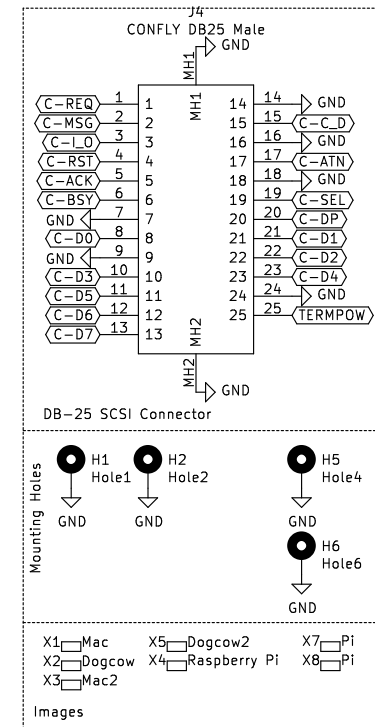 J4
CONFLY DB25 Male
GND
MH1
MH1
C-REQ 1 1 14 14 GND
C-MSG 2 2 15 15 C-C_D
C-I_O 3 3 16 16 GND
C-RST 4 4 17 17 C-ATN
C-ACK 5 5 18 18 GND
C-BSY 6 6 19 19 C-SEL
GND 7 7 20 20 C-DP
C-D0 8 8 21 21 C-D1
GND 9 9 22 22 C-D2
C-D3 10 10 23 23 C-D4
C-D5 11 11 24 24 GND
C-D6 12 12 25 25 TERMPOW
C-D7 13 13
MH2
MH2
GND
DB-25 SCSI Connector
Mounting Holes
H1 H2 H5
Hole1 Hole2 Hole4
GND GND GND
H6
Hole6
GND
X1 Mac X5 Dogcow2 X7 Pi
X2 Dogcow X4 Raspberry Pi X8 Pi
X3 Mac2
Images